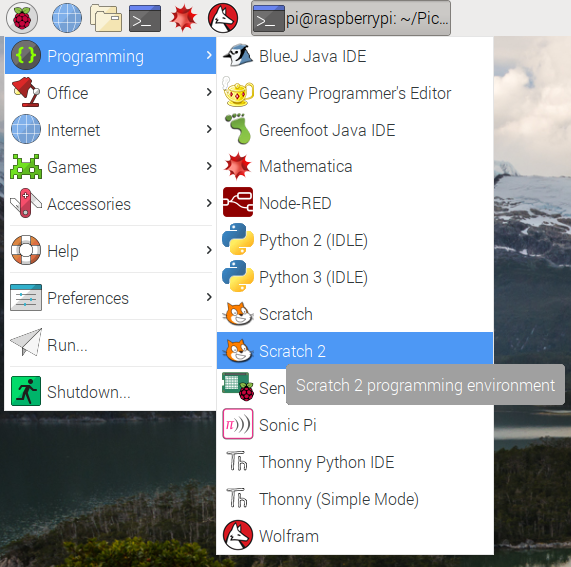 pi@raspberrypi: ~/Pic...
Programming
Office
Internet
Games
Accessories
Help
Preferences
Run...
Shutdown...
BlueJ Java IDE
Geany Programmer's Editor
Greenfoot Java IDE
Mathematica
Node-RED
Python 2 (IDLE)
Python 3 (IDLE)
Scratch
Scratch 2
Sen
Scratch 2 programming environment
Sonic Pi
Thonny Python IDE
Thonny (Simple Mode)
Wolfram